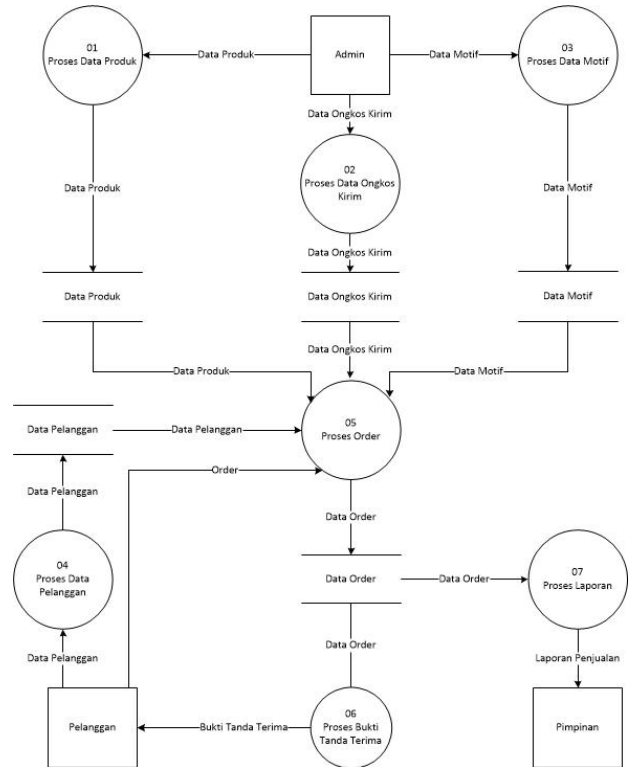 01
Proses Data Produk
Data Produk
Admin
Data Motif
03
Proses Data Motif
Data Ongkos Kirim
02
Proses Data Ongkos
Kirim
Data Produk
Data Motif
Data Ongkos Kirim
Data Produk
Data Ongkos Kirim
Data Motif
Data Ongkos Kirim
Data Produk
Data Motif
Data Pelanggan
Data Pelanggan
05
Proses Order
Order
Data Pelanggan
Data Order
04
Proses Data
Pelanggan
Data Order
Data Order
07
Proses Laporan
Data Order
Data Pelanggan
Laporan Penjualan
Pelanggan
Bukti Tanda Terima
06
Proses Bukti
Tanda Terima
Pimpinan